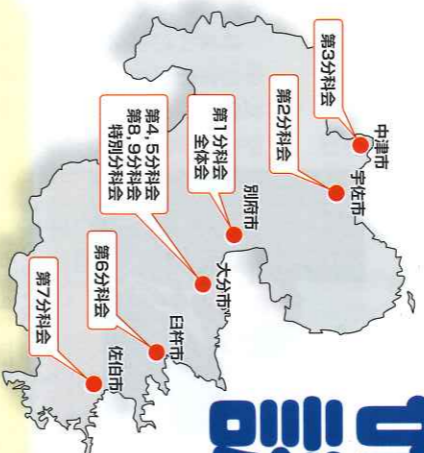 中津市
第3分科会
宇佐市
第2分科会
別府市
第1分科会
全体会
大分市
第4,5分科会
第8,9分科会
特別分科会
臼杵市
第6分科会
佐伯市
第7分科会